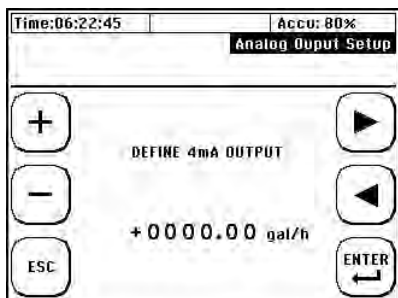 Time:06:22:45 Accu: 80%
Analog Ouput Setup
+
DEFINE 4mA OUTPUT
−
+0000.00 gal/h
ESC
ENTER